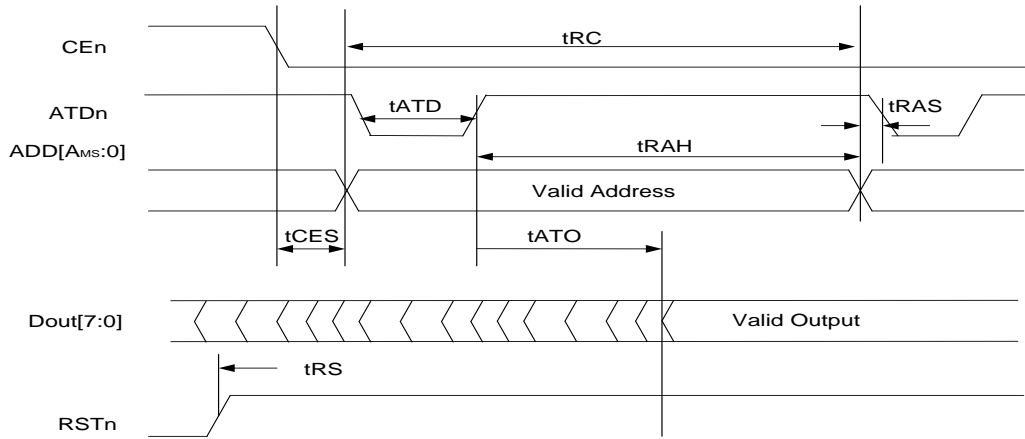 tRC
CEn
tATD
ATDn
tRAS
ADD[AMS:0]
tRAH
Valid Address
tCES
tATO
Dout[7:0]
Valid Output
tRS
RSTn